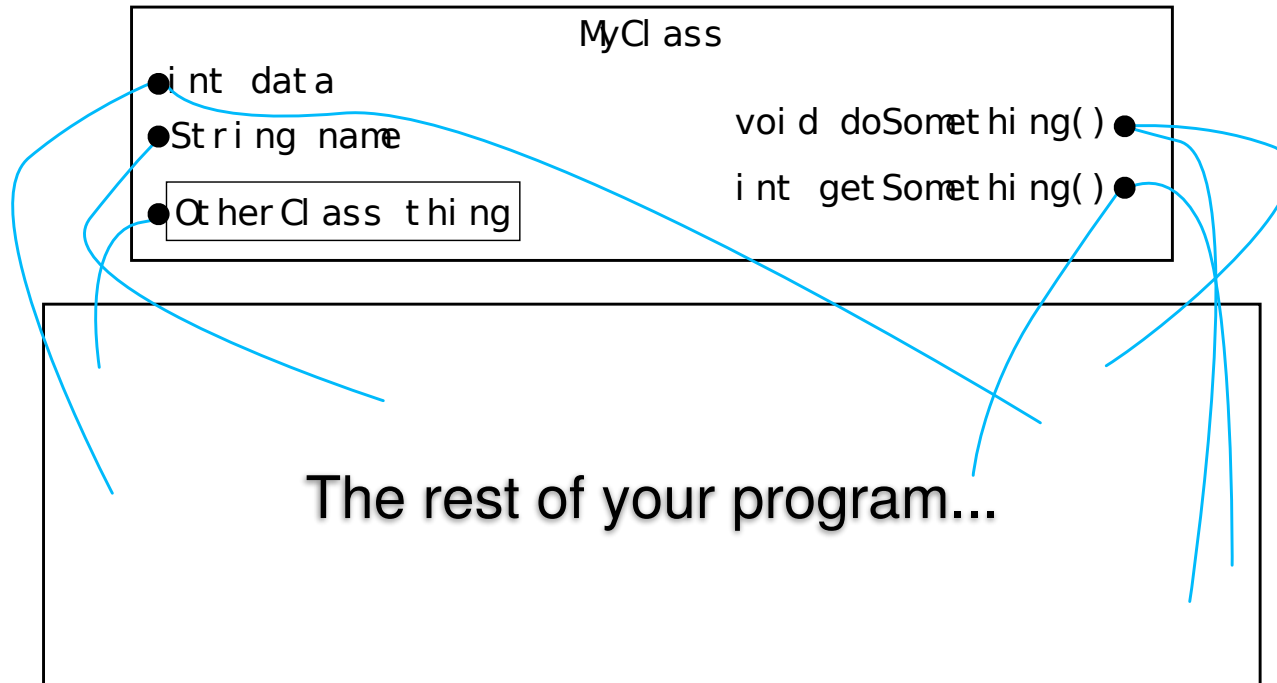 MyClass
int data
String name
OtherClass thing
void doSomething()
int getSomething()
The rest of your program...